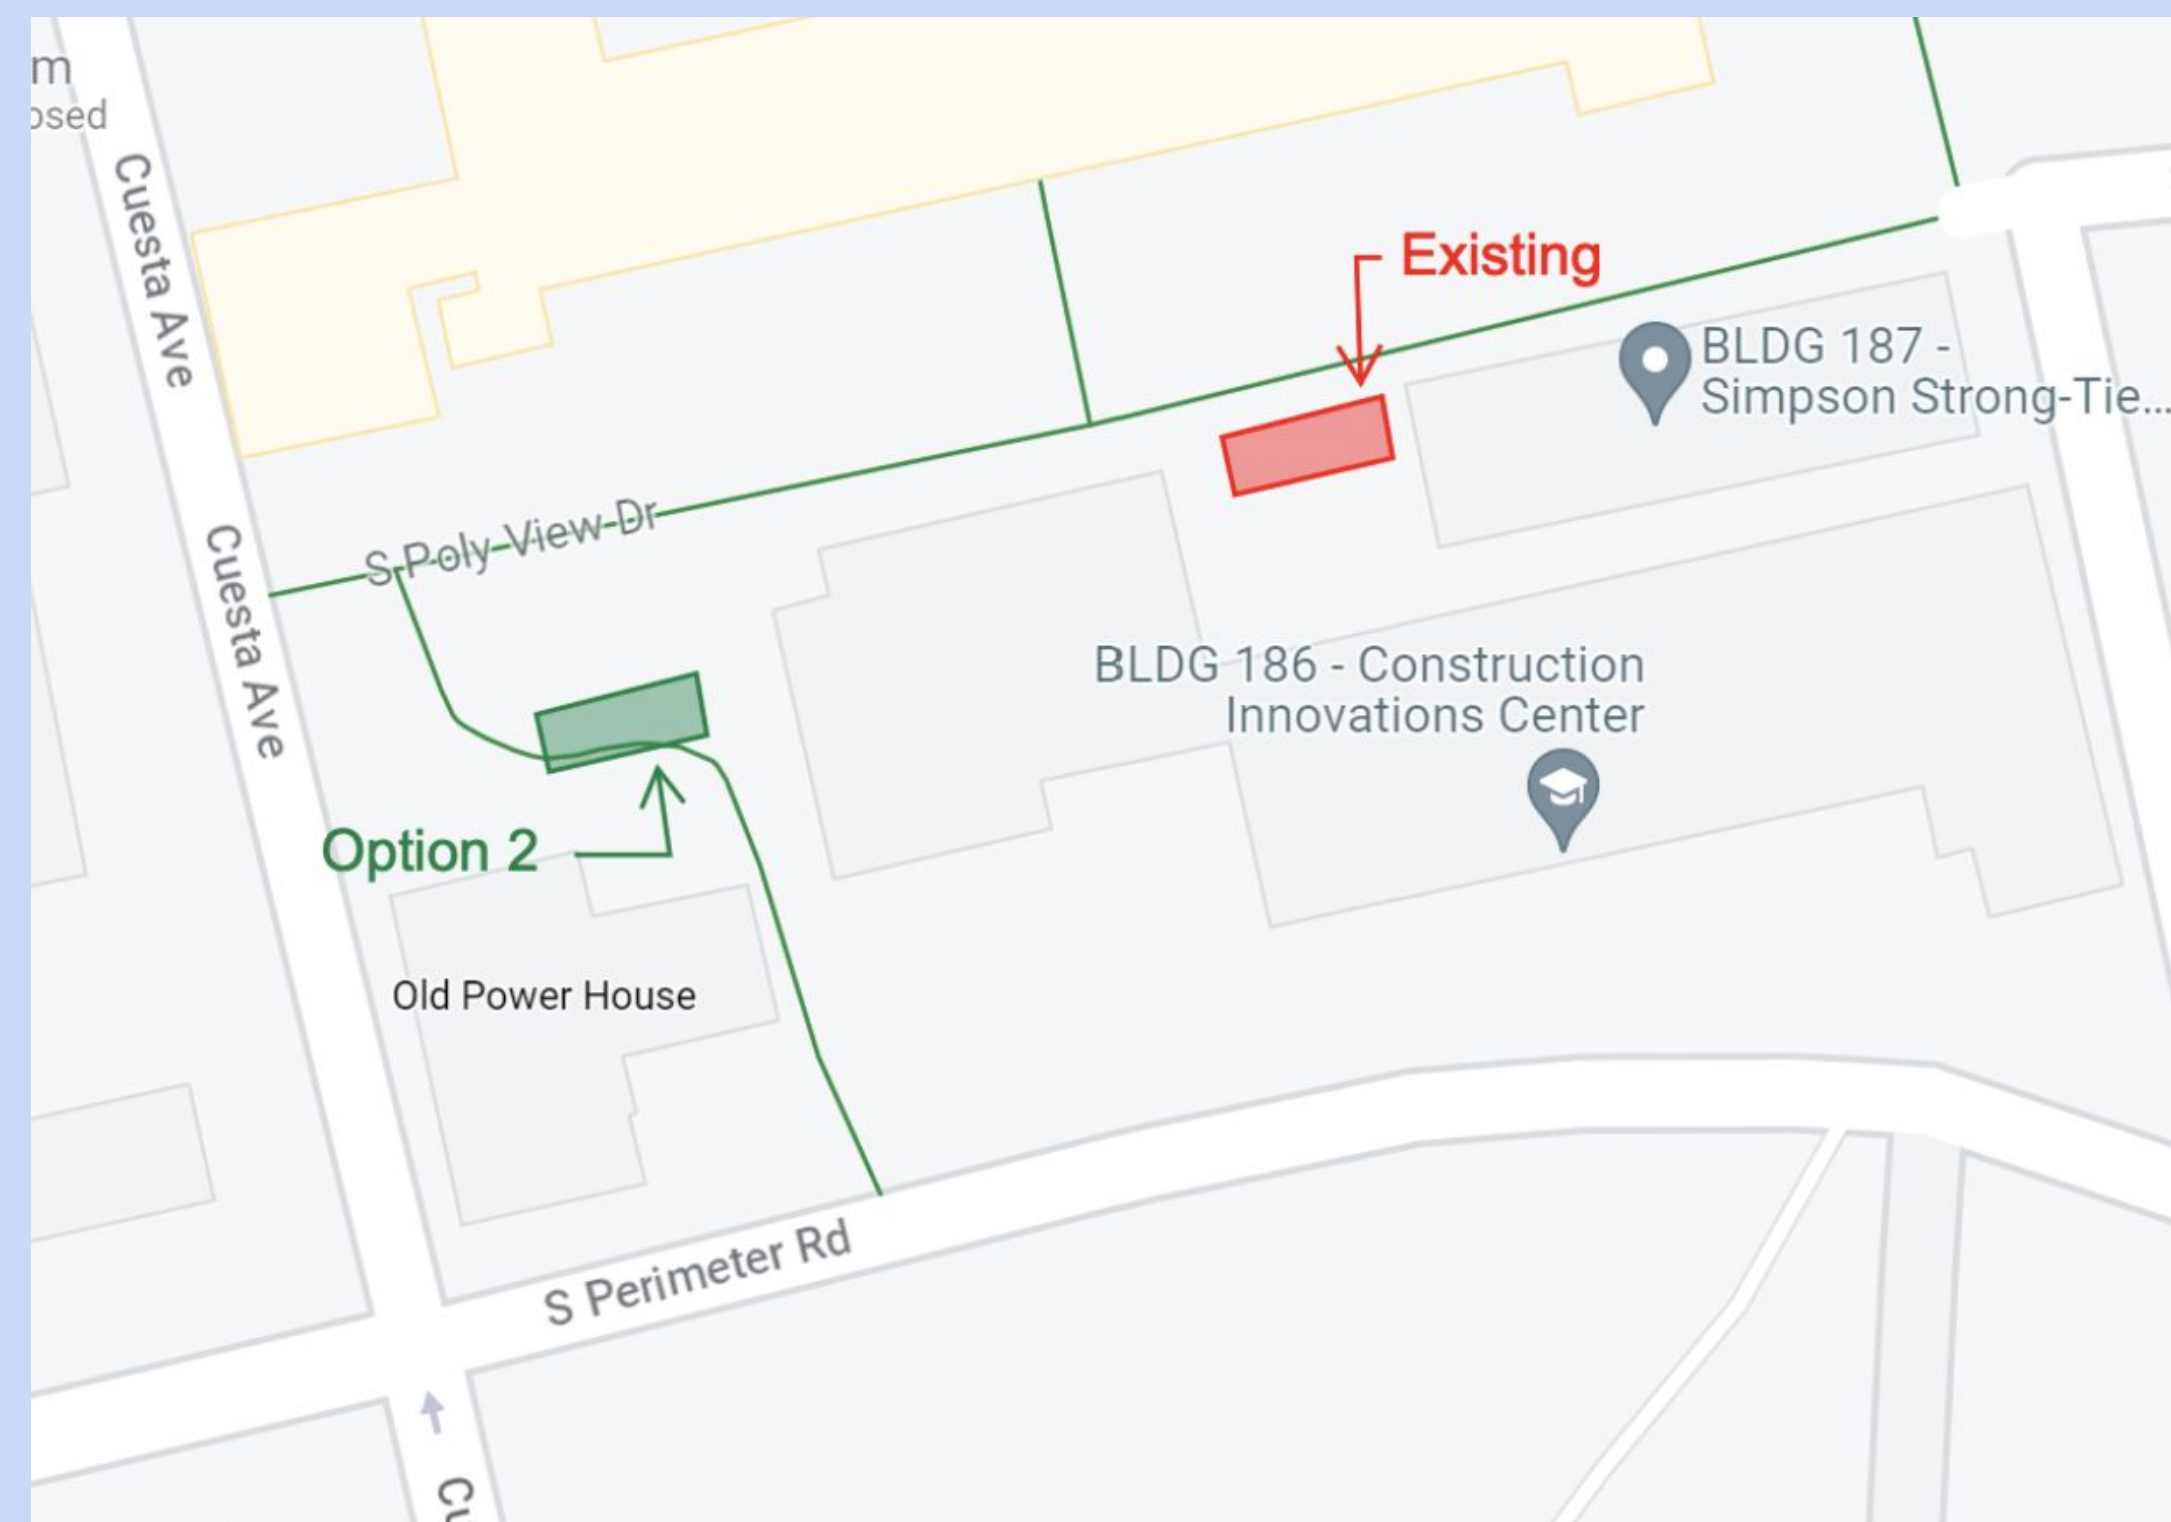 m
osed
Cuesta Ave
Existing
BLDG 187 -
Simpson Strong-Tie...
S Poly View Dr
Cuesta Ave
BLDG 186 - Construction
Innovations Center
Option 2
Old Power House
S Perimeter Rd
Cu